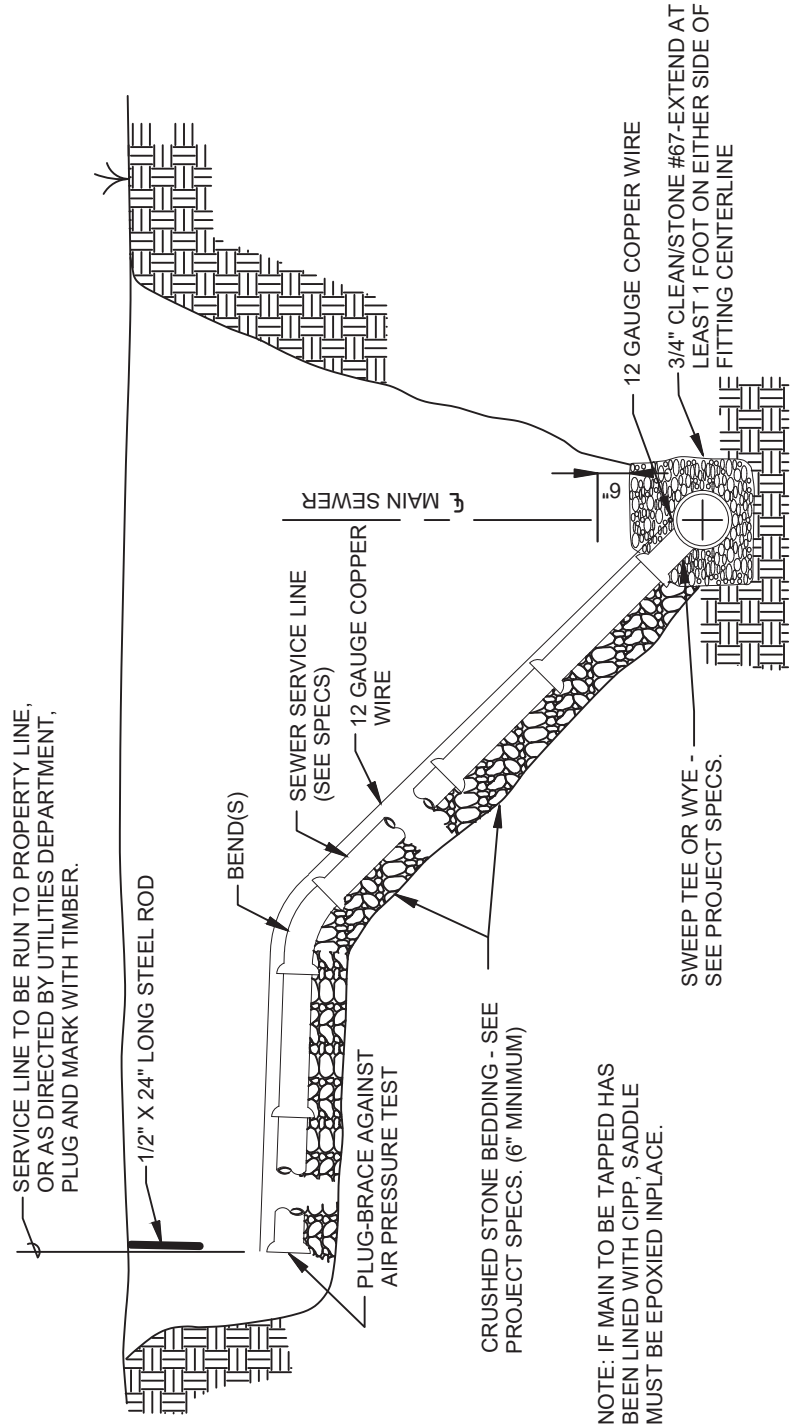 SERVICE LINE TO BE RUN TO PROPERTY LINE,
OR AS DIRECTED BY UTILITIES DEPARTMENT,
PLUG AND MARK WITH TIMBER.
1/2" X 24" LONG STEEL ROD
BEND(S)
SEWER SERVICE LINE
(SEE SPECS)
12 GAUGE COPPER
WIRE
℄ MAIN SEWER
6"
12 GAUGE COPPER WIRE
3/4" CLEAN/STONE #67-EXTEND AT
LEAST 1 FOOT ON EITHER SIDE OF
FITTING CENTERLINE
PLUG-BRACE AGAINST
AIR PRESSURE TEST
CRUSHED STONE BEDDING - SEE
PROJECT SPECS. (6" MINIMUM)
SWEEP TEE OR WYE -
SEE PROJECT SPECS.
NOTE: IF MAIN TO BE TAPPED HAS
BEEN LINED WITH CIPP, SADDLE
MUST BE EPOXIED INPLACE.